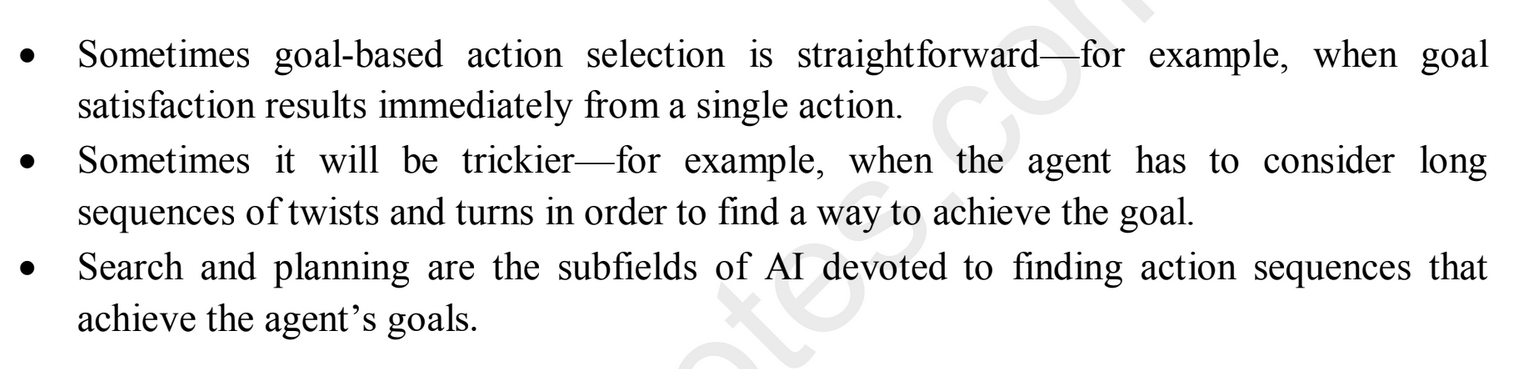 • Sometimes goal-based action selection is straightforward—for example, when goal
satisfaction results immediately from a single action.
• Sometimes it will be trickier—for example, when the agent has to consider long
sequences of twists and turns in order to find a way to achieve the goal.
• Search and planning are the subfields of AI devoted to finding action sequences that
achieve the agent’s goals.
otes.com